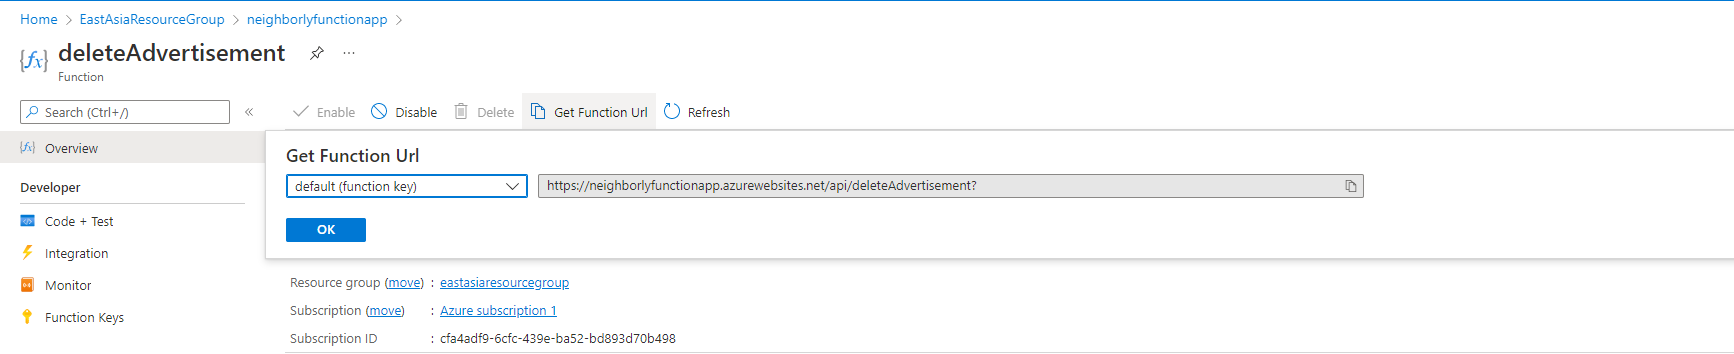 Home > EastAsiaResourceGroup > neighborlyfunctionapp >
{fx} deleteAdvertisement ...
Function
Search (Ctrl+/) «
Enable Disable Delete Get Function Url Refresh
{fx} Overview
Get Function Url
default (function key) https://neighborlyfunctionapp.azurewebsites.net/api/deleteAdvertisement?
Developer
Code + Test
OK
Integration
Resource group (move) : eastasiaresourcegroup
Monitor
Subscription (move) : Azure subscription 1
Function Keys
Subscription ID : cfa4adf9-6cfc-439e-ba52-bd893d70b498